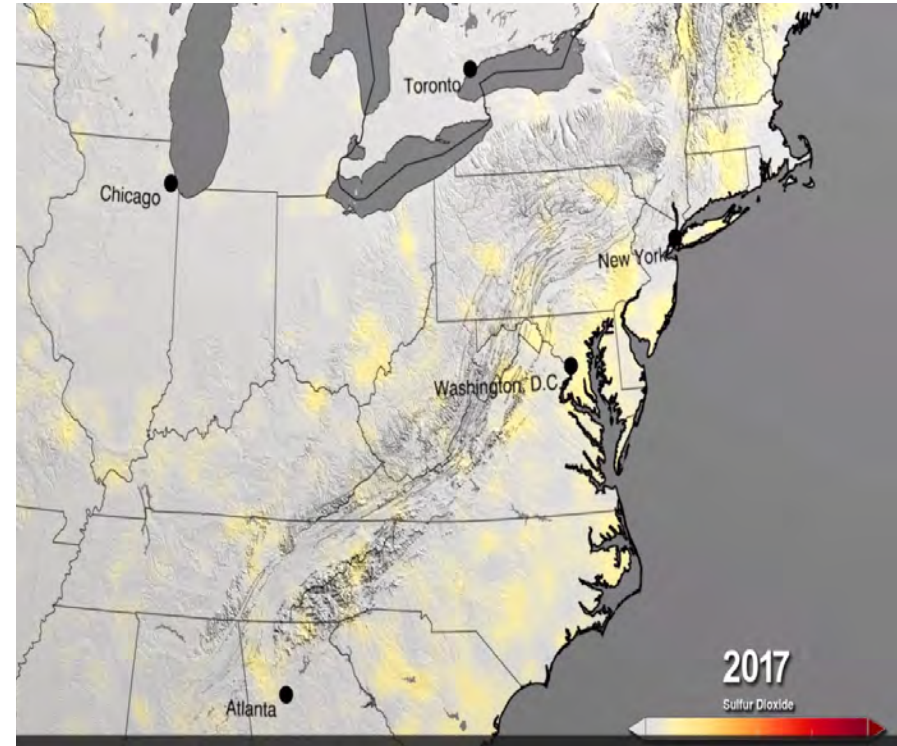 Toronto
Chicago
New York
Washington, D.C.
Atlanta
2017
Sulfur Dioxide